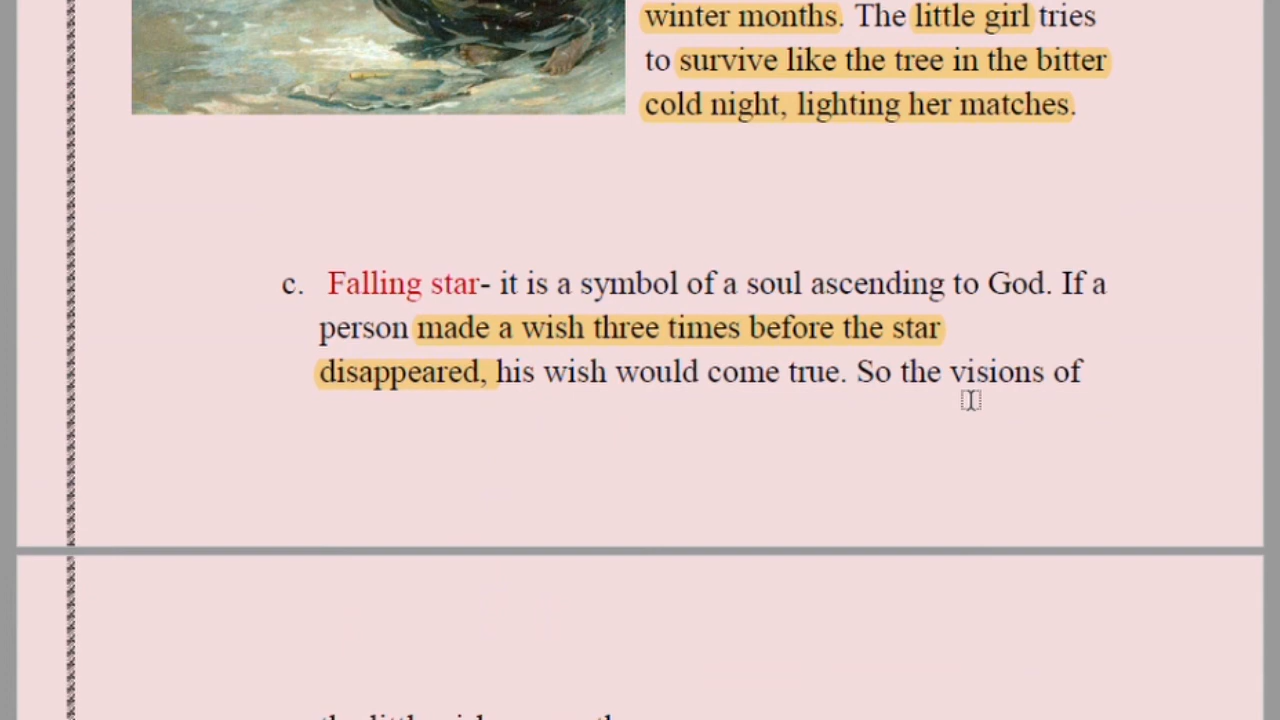 winter months. The little girl tries
to survive like the tree in the bitter
cold night, lighting her matches.
c. Falling star- it is a symbol of a soul ascending to God. If a
person made a wish three times before the star
disappeared, his wish would come true. So the visions of